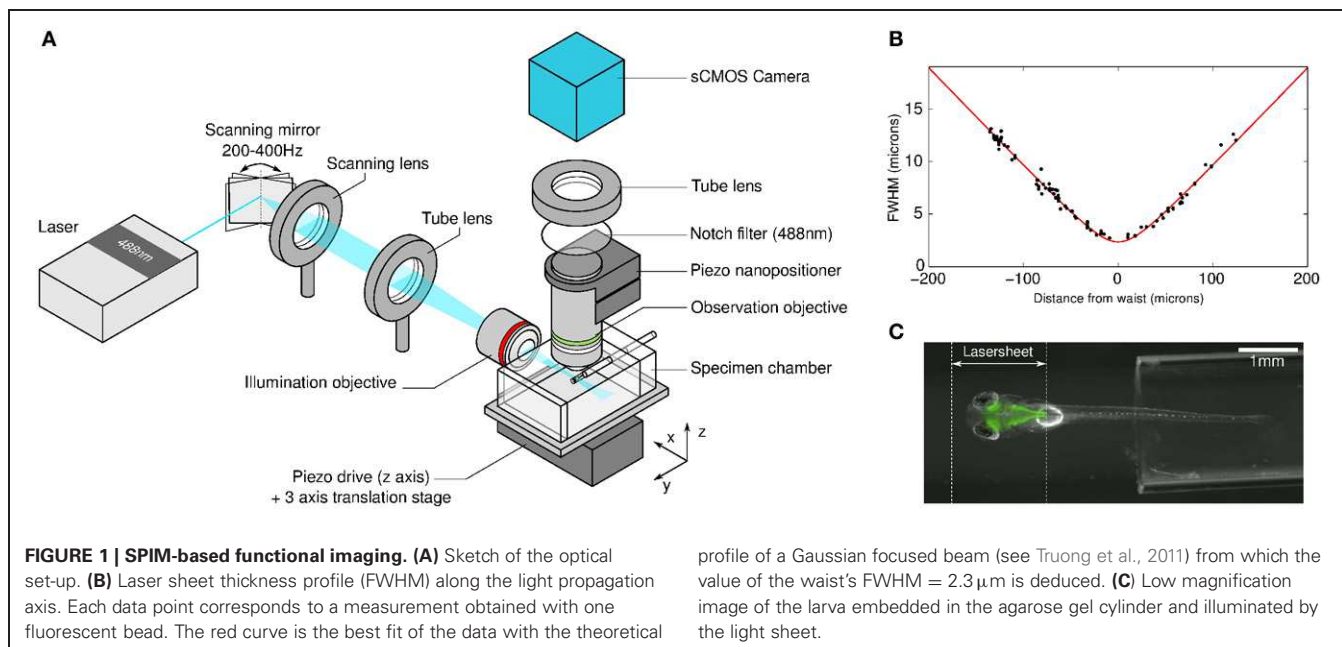 A
sCMOS Camera
Scanning mirror
200-400Hz
Scanning lens
Tube lens
Laser
488nm
Tube lens
Notch filter (488nm)
Piezo nanopositioner
Observation objective
Illumination objective
Specimen chamber
x
z
y
Piezo drive (z axis)
+ 3 axis translation stage
B
FWHM (microns)
15
10
5
0
−200
−100
0
100
200
Distance from waist (microns)
C
Lasersheet
1mm
FIGURE 1 | SPIM-based functional imaging. (A) Sketch of the optical
set-up. (B) Laser sheet thickness profile (FWHM) along the light propagation
axis. Each data point corresponds to a measurement obtained with one
fluorescent bead. The red curve is the best fit of the data with the theoretical
profile of a Gaussian focused beam (see Truong et al., 2011) from which the
value of the waist's FWHM = 2.3 μm is deduced. (C) Low magnification
image of the larva embedded in the agarose gel cylinder and illuminated by
the light sheet.